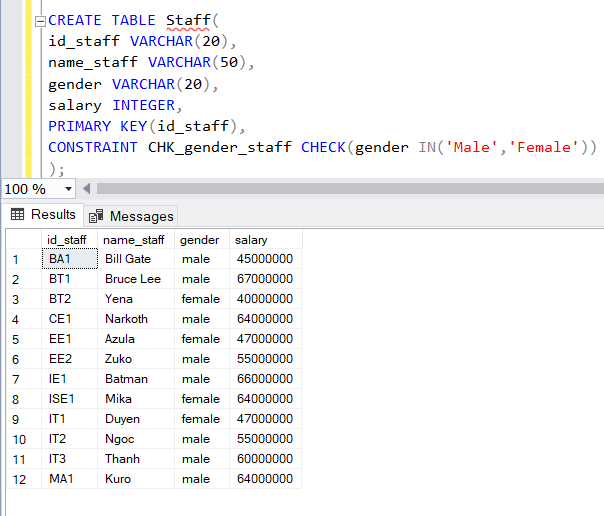 CREATE TABLE Staff(
id_staff VARCHAR(20),
name_staff VARCHAR(50),
gender VARCHAR(20),
salary INTEGER,
PRIMARY KEY(id_staff),
CONSTRAINT CHK_gender_staff CHECK(gender IN('Male','Female'))
);
100 %
Results Messages
id_staff name_staff gender salary
1 BA1 Bill Gate male 45000000
2 BT1 Bruce Lee male 67000000
3 BT2 Yena female 40000000
4 CE1 Narkoth male 64000000
5 EE1 Azula female 47000000
6 EE2 Zuko male 55000000
7 IE1 Batman male 66000000
8 ISE1 Mika female 64000000
9 IT1 Duyen female 47000000
10 IT2 Ngoc male 55000000
11 IT3 Thanh male 60000000
12 MA1 Kuro male 64000000